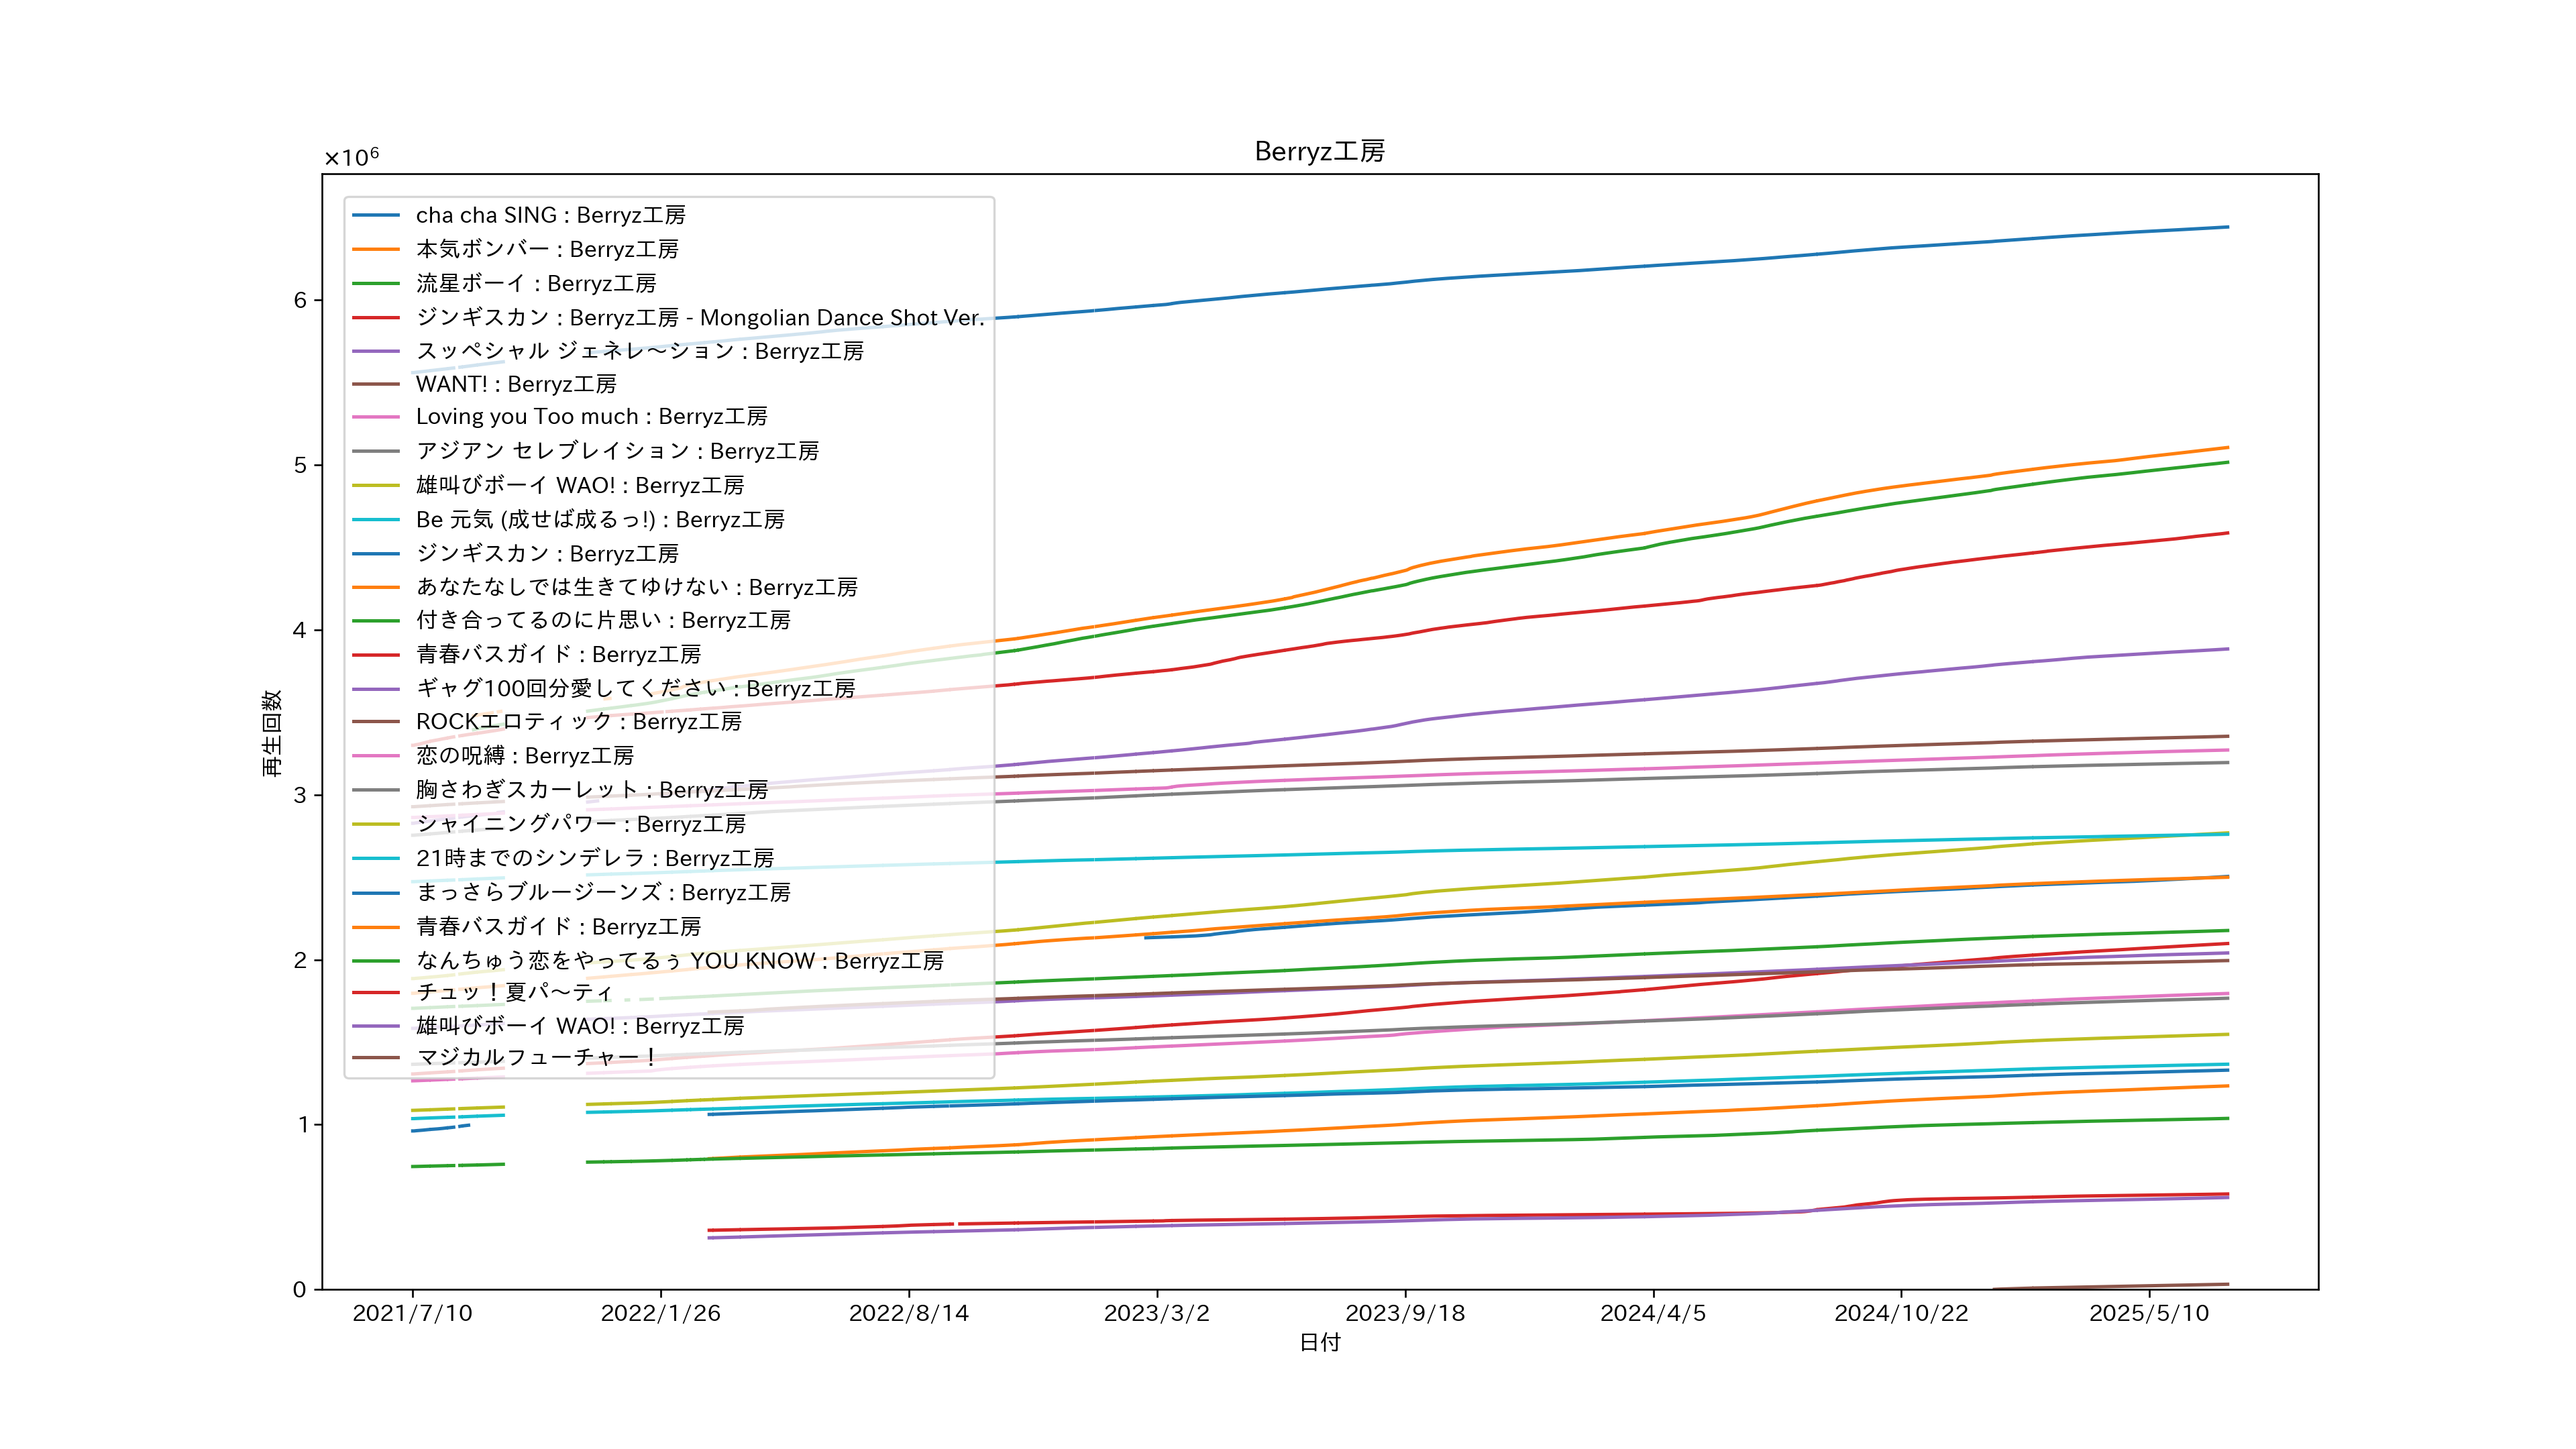 Berryz工房
×10⁶
cha cha SING : Berryz工房
本気ボンバー : Berryz工房
流星ボーイ : Berryz工房
ジンギスカン : Berryz工房 - Mongolian Dance Shot Ver.
スッペシャル ジェネレ～ション : Berryz工房
WANT! : Berryz工房
Loving you Too much : Berryz工房
アジアン セレブレイション : Berryz工房
雄叫びボーイ WAO! : Berryz工房
Be 元気 (成せば成るっ!) : Berryz工房
ジンギスカン : Berryz工房
あなたなしでは生きてゆけない : Berryz工房
付き合ってるのに片思い : Berryz工房
青春バスガイド : Berryz工房
ギャグ100回分愛してください : Berryz工房
ROCKエロティック : Berryz工房
恋の呪縛 : Berryz工房
胸さわぎスカーレット : Berryz工房
シャイニングパワー : Berryz工房
21時までのシンデレラ : Berryz工房
まっさらブルージーンズ : Berryz工房
青春バスガイド : Berryz工房
なんちゅう恋をやってるぅ YOU KNOW : Berryz工房
チュッ！夏パ～ティ
雄叫びボーイ WAO! : Berryz工房
マジカルフューチャー！
再生回数
6
5
4
3
2
1
0
2021/7/10
2022/1/26
2022/8/14
2023/3/2
2023/9/18
2024/4/5
2024/10/22
2025/5/10
日付